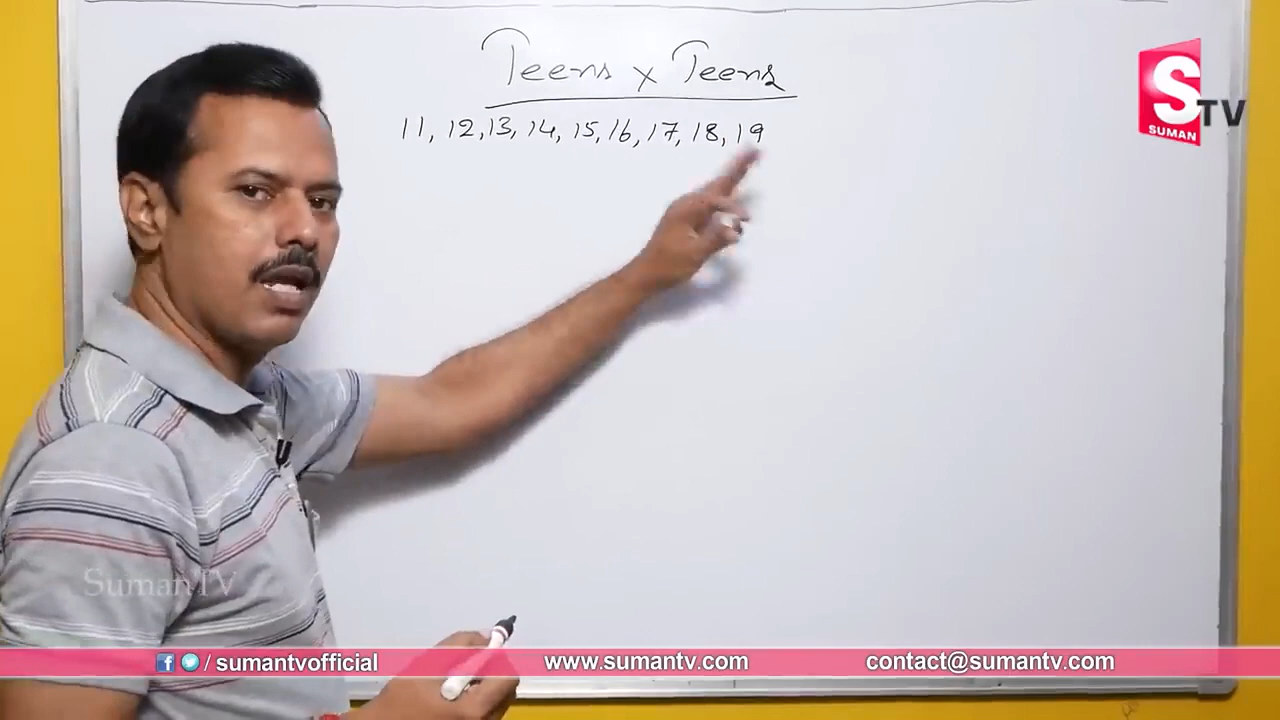 Teens x Teens
11, 12, 13, 14, 15, 16, 17, 18, 19
S TV
SUMAN
SumanTV
/ sumantvofficial
www.sumantv.com
contact@sumantv.com